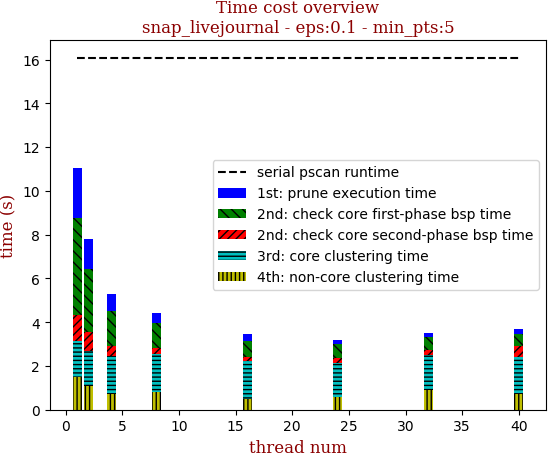 Time cost overview
snap_livejournal - eps:0.1 - min_pts:5
time (s)
16
14
12
10
8
6
4
2
0
serial pscan runtime
1st: prune execution time
2nd: check core first-phase bsp time
2nd: check core second-phase bsp time
3rd: core clustering time
4th: non-core clustering time
0 5 10 15 20 25 30 35 40
thread num